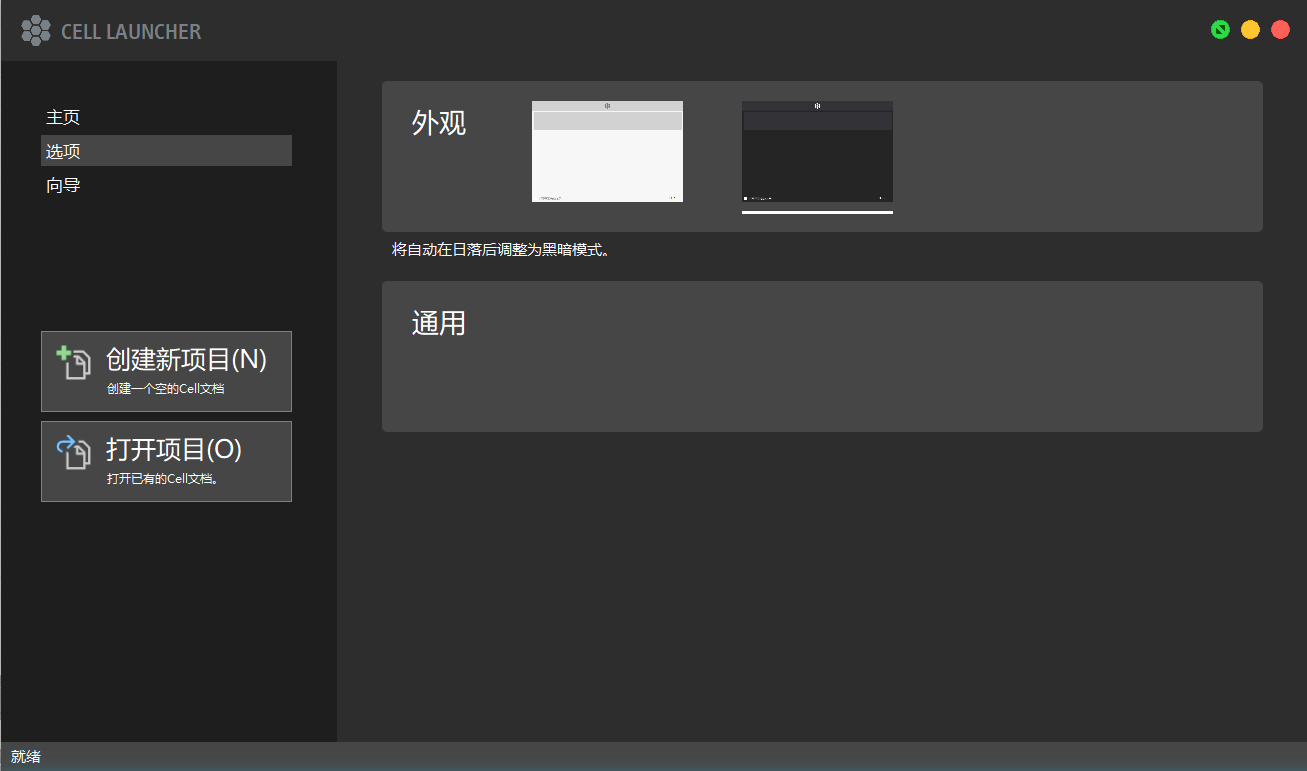 CELL LAUNCHER
主页
选项
向导
创建新项目(N)
创建一个空的Cell文档
打开项目(O)
打开已有的Cell文档。
外观
将自动在日落后调整为黑暗模式。
通用
就绪